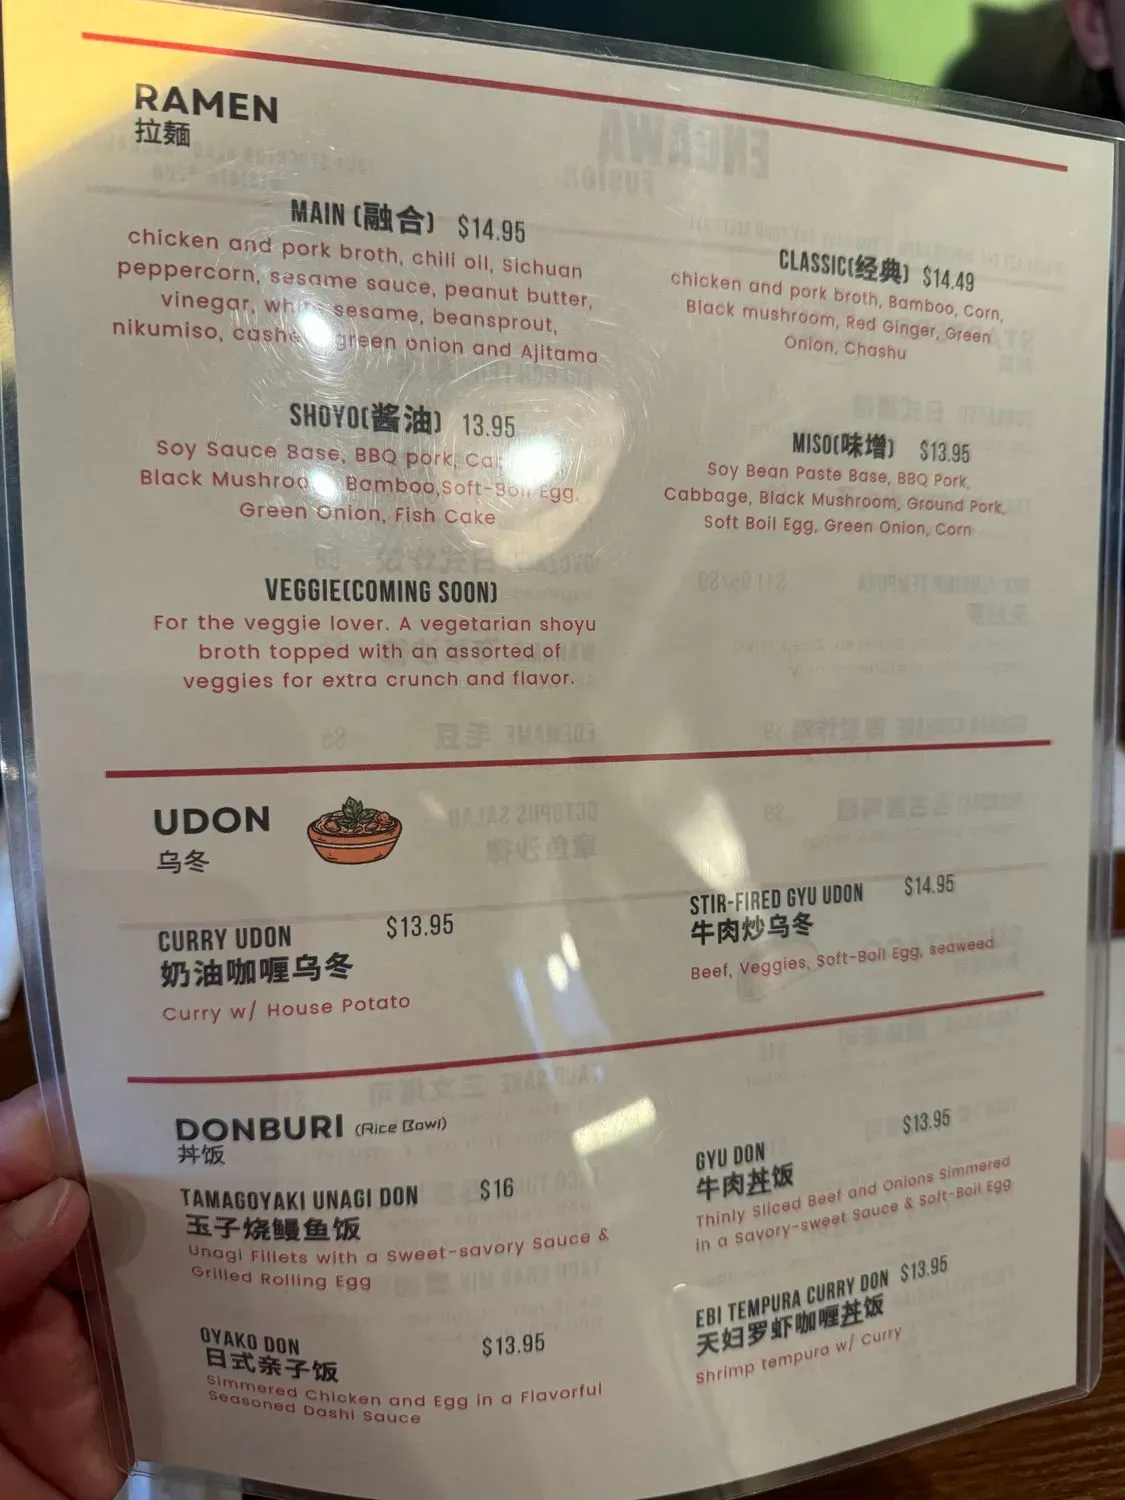 RAMEN
拉麵
MAIN (融合) $14.95
chicken and pork broth, chili oil, Sichuan
peppercorn, sesame sauce, peanut butter,
vinegar, white sesame, beansprout,
nikumiso, cashew, green onion and Ajitama
CLASSIC(经典) $14.49
chicken and pork broth, Bamboo, Corn,
Black mushroom, Red Ginger, Green
Onion, Chashu
SHOYO(酱油) 13.95
Soy Sauce Base, BBQ pork,
Black Mushroom, Bamboo,Soft-Boil Egg,
Green Onion, Fish Cake
MISO(味增) $13.95
Soy Bean Paste Base, BBQ Pork,
Cabbage, Black Mushroom, Ground Pork,
Soft Boil Egg, Green Onion, Corn
VEGGIE(COMING SOON)
For the veggie lover. A vegetarian shoyu
broth topped with an assorted of
veggies for extra crunch and flavor.
UDON
乌冬
CURRY UDON $13.95
奶油咖喱乌冬
Curry w/ House Potato
STIR-FIRED GYU UDON $14.95
牛肉炒乌冬
Beef, Veggies, Soft-Boil Egg, seaweed
DONBURI (Rice Bowl)
丼饭
TAMAGOYAKI UNAGI DON $16
玉子烧鳗鱼饭
Unagi Fillets with a Sweet-savory Sauce &
Grilled Rolling Egg
GYU DON $13.95
牛肉丼饭
Thinly Sliced Beef and Onions Simmered
in a Savory-sweet Sauce & Soft-Boil Egg
OYAKO DON $13.95
日式亲子饭
Simmered Chicken and Egg in a Flavorful
Seasoned Dashi Sauce
EBI TEMPURA CURRY DON $13.95
天妇罗虾咖喱丼饭
Shrimp tempura w/ Curry